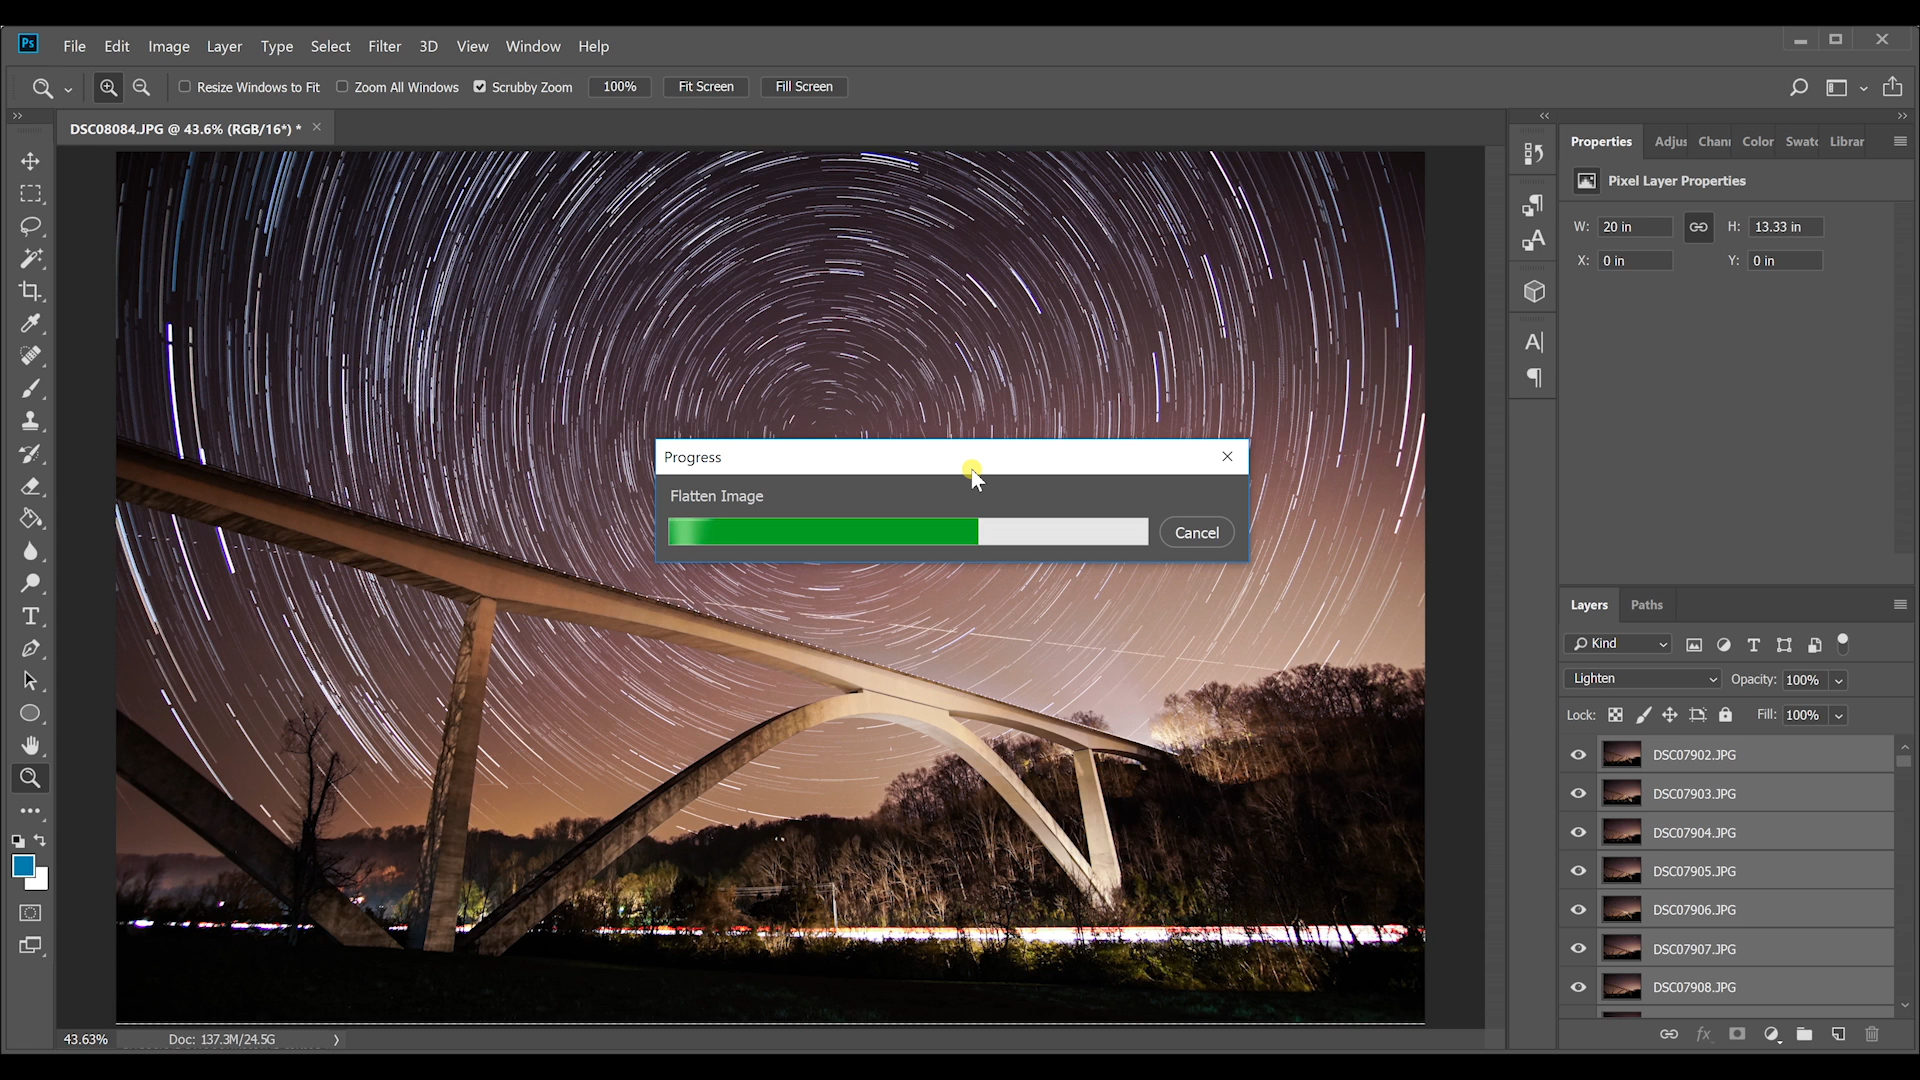 Ps
File Edit Image Layer Type Select Filter 3D View Window Help
Resize Windows to Fit Zoom All Windows Scrubby Zoom 100% Fit Screen Fill Screen
DSC08084.JPG @ 43.6% (RGB/16*) *
Properties Adjus Chann Color Swatc Librar
Pixel Layer Properties
W: 20 in H: 13.33 in
X: 0 in Y: 0 in
Progress
Flatten Image
Cancel
Layers Paths
Kind
Lighten Opacity: 100%
Lock: Fill: 100%
DSC07902.JPG
DSC07903.JPG
DSC07904.JPG
DSC07905.JPG
DSC07906.JPG
DSC07907.JPG
DSC07908.JPG
43.63% Doc: 137.3M/24.5G